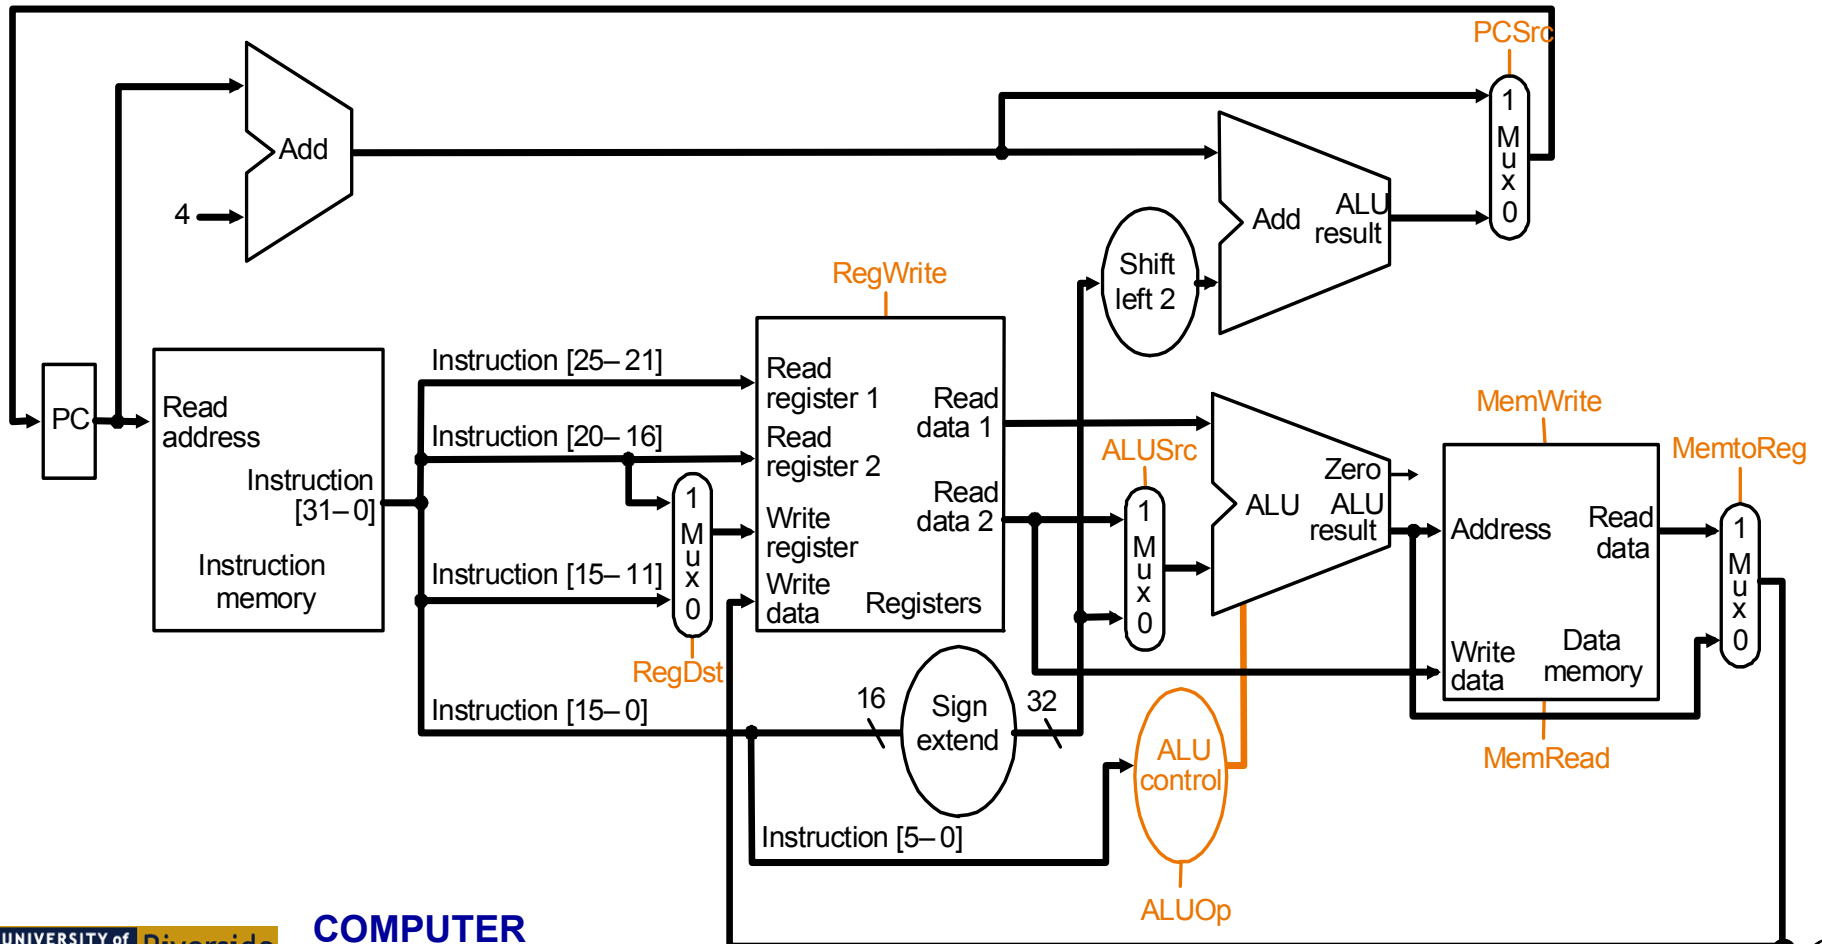 PCSrc
1
M
u
x
0
Add
4
Add
ALU
result
Shift
left 2
RegWrite
Instruction [25–21]
Read
register 1
Read
data 1
PC
Read
address
Instruction [20–16]
Read
register 2
Instruction
[31–0]
1
M
u
x
0
Write
register
Read
data 2
Instruction [15–11]
Write
data
Registers
Instruction
memory
RegDst
ALUSrc
1
M
u
x
0
Zero
ALU
ALU
result
MemWrite
Address
Read
data
Write
data
Data
memory
MemRead
MemtoReg
1
M
u
x
0
Instruction [15–0]
16
Sign
extend
32
ALU
control
Instruction [5–0]
ALUOp
UNIVERSITY of
Riverside
COMPUTER